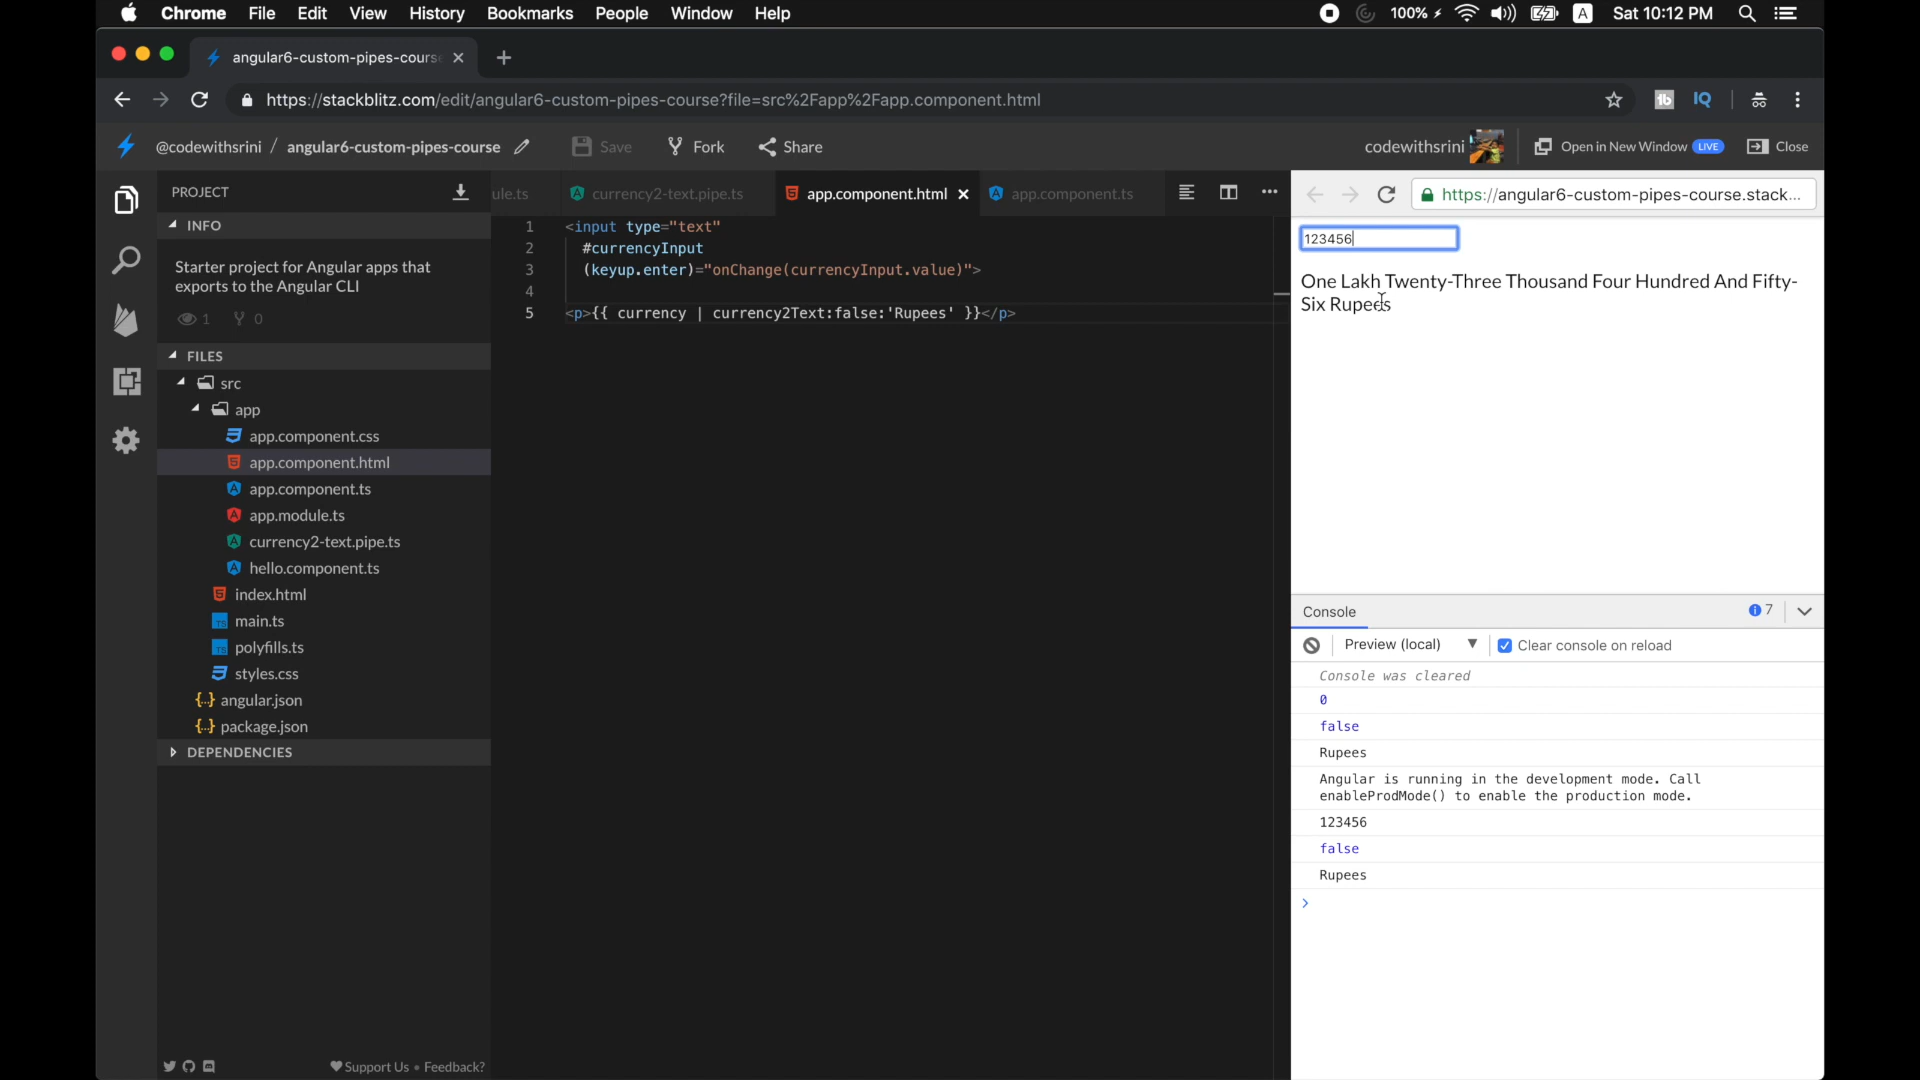 Chrome File Edit View History Bookmarks People Window Help 100% A Sat 10:12 PM
angular6-custom-pipes-cours
https://stackblitz.com/edit/angular6-custom-pipes-course?file=src%2Fapp%2Fapp.component.html
@codewithsrini / angular6-custom-pipes-course Save Fork Share codewithsrini Open in New Window LIVE Close
PROJECT
INFO
Starter project for Angular apps that
exports to the Angular CLI
1 0
FILES
src
app
app.component.css
app.component.html
app.component.ts
app.module.ts
currency2-text.pipe.ts
hello.component.ts
index.html
main.ts
polyfills.ts
styles.css
angular.json
package.json
DEPENDENCIES
Support Us • Feedback?
ule.ts currency2-text.pipe.ts app.component.html app.component.ts
1 <input type="text"
2 #currencyInput
3 (keyup.enter)="onChange(currencyInput.value)">
4
5 <p>{{ currency | currency2Text:false:'Rupees' }}</p>
https://angular6-custom-pipes-course.stack...
123456
One Lakh Twenty-Three Thousand Four Hundred And Fifty-
Six Rupees
Console 7
Preview (local) Clear console on reload
Console was cleared
0
false
Rupees
Angular is running in the development mode. Call
enableProdMode() to enable the production mode.
123456
false
Rupees